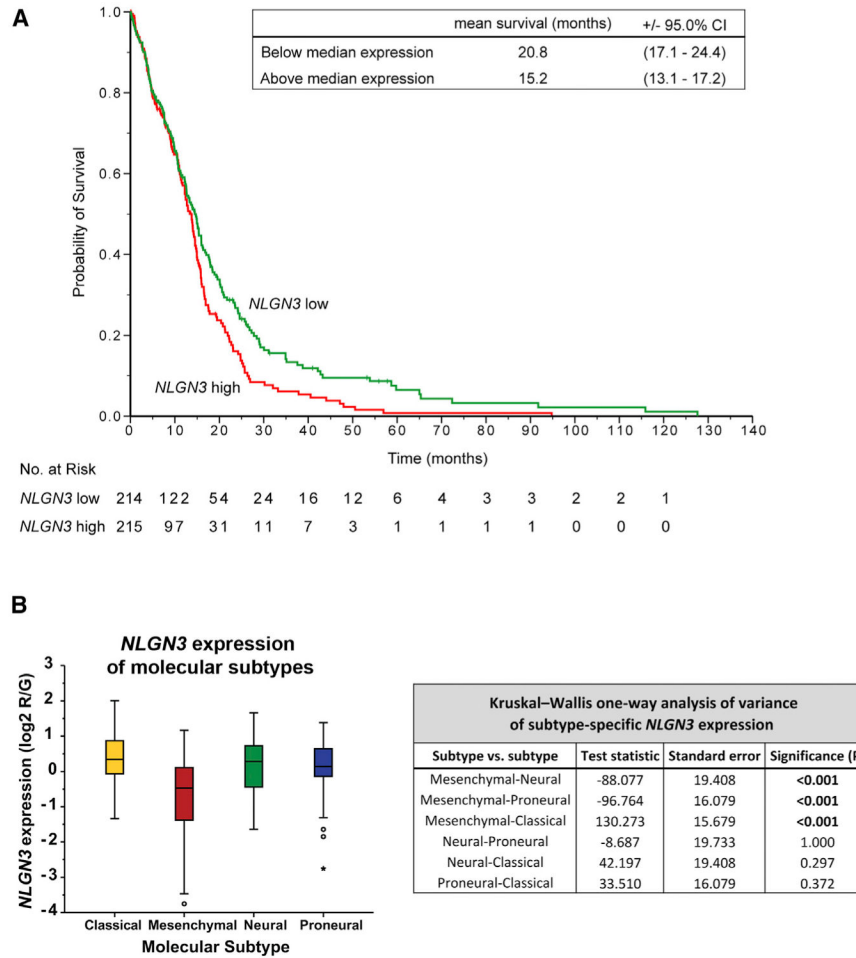 A
mean survival (months) +/- 95.0% CI
Below median expression 20.8 (17.1 - 24.4)
Above median expression 15.2 (13.1 - 17.2)
1.0
0.8
0.6
0.4
0.2
0.0
Probability of Survival
NLGN3 low
NLGN3 high
0 10 20 30 40 50 60 70 80 90 100 110 120 130 140
Time (months)
No. at Risk
NLGN3 low 214 122 54 24 16 12 6 4 3 3 2 2 1
NLGN3 high 215 97 31 11 7 3 1 1 1 1 0 0 0
B
NLGN3 expression
of molecular subtypes
NLGN3 expression (log2 R/G)
3
2
1
0
-1
-2
-3
-4
Classical Mesenchymal Neural Proneural
Molecular Subtype
Kruskal–Wallis one-way analysis of variance
of subtype-specific NLGN3 expression
Subtype vs. subtype Test statistic Standard error Significance (
Mesenchymal-Neural -88.077 19.408 <0.001
Mesenchymal-Proneural -96.764 16.079 <0.001
Mesenchymal-Classical 130.273 15.679 <0.001
Neural-Proneural -8.687 19.733 1.000
Neural-Classical 42.197 19.408 0.297
Proneural-Classical 33.510 16.079 0.372